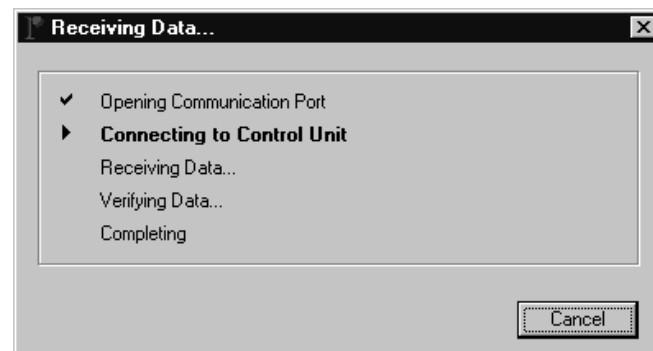 Receiving Data...
Opening Communication Port
Connecting to Control Unit
Receiving Data...
Verifying Data...
Completing
Cancel